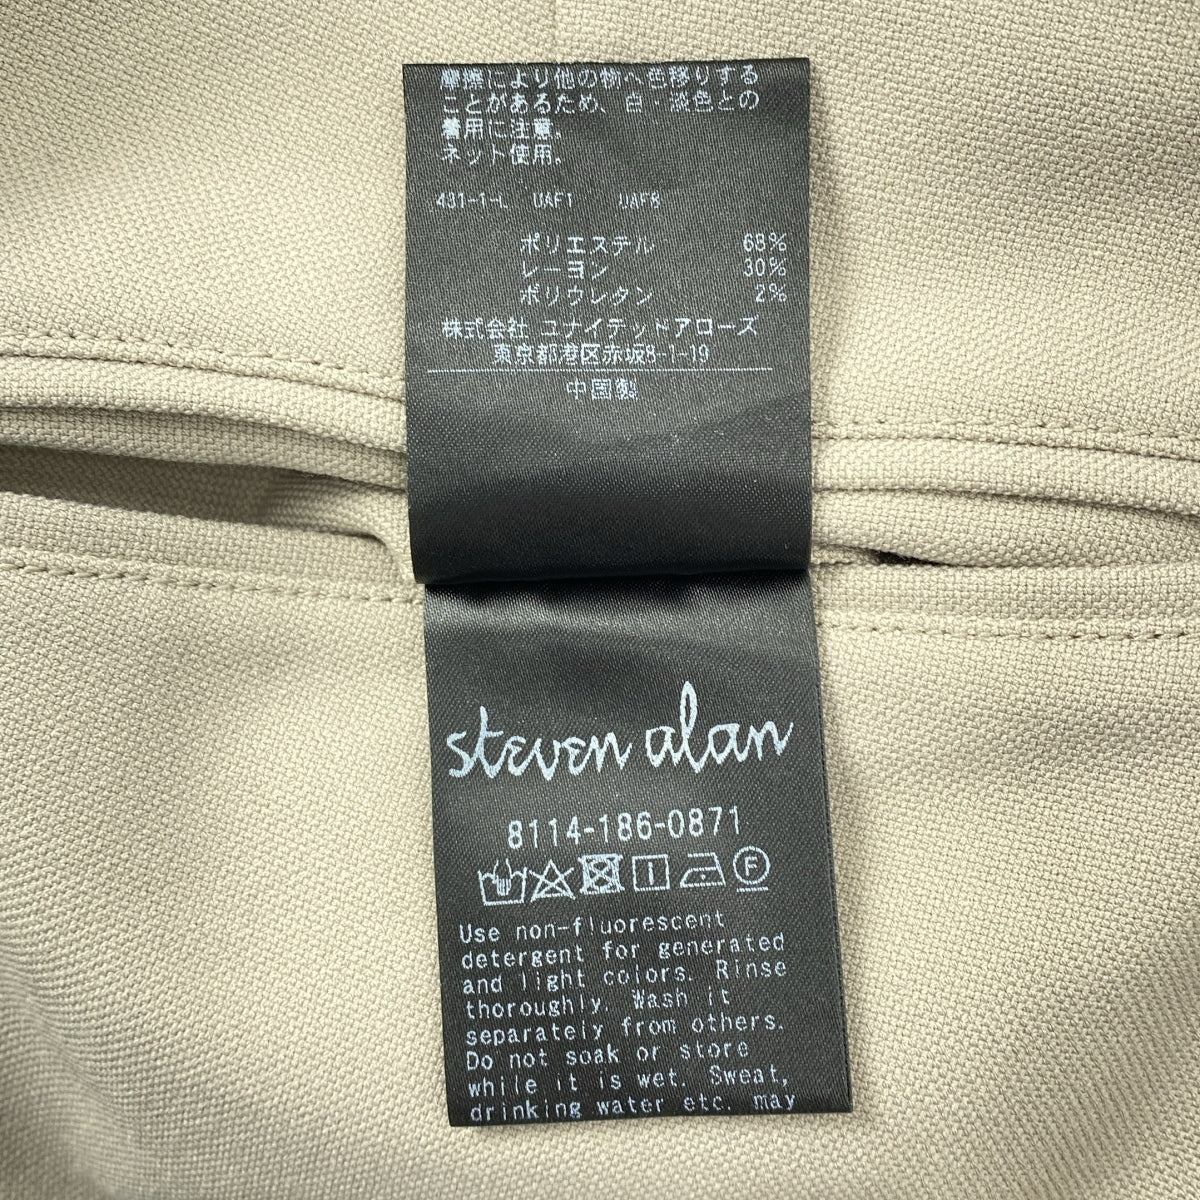 摩擦により他の物へ色移りする
ことがあるため、白・淡色との
着用に注意。
ネット使用。
431-1-L UAF1 UAF8
ポリエステル 68%
レーヨン 30%
ポリウレタン 2%
株式会社 ユナイテッドアローズ
東京都港区赤坂8-1-19
中国製
steven alan
8114-186-0871
F
Use non-fluorescent
detergent for generated
and light colors. Rinse
thoroughly. Wash it
separately from others.
Do not soak or store
while it is wet. Sweat,
drinking water etc. may